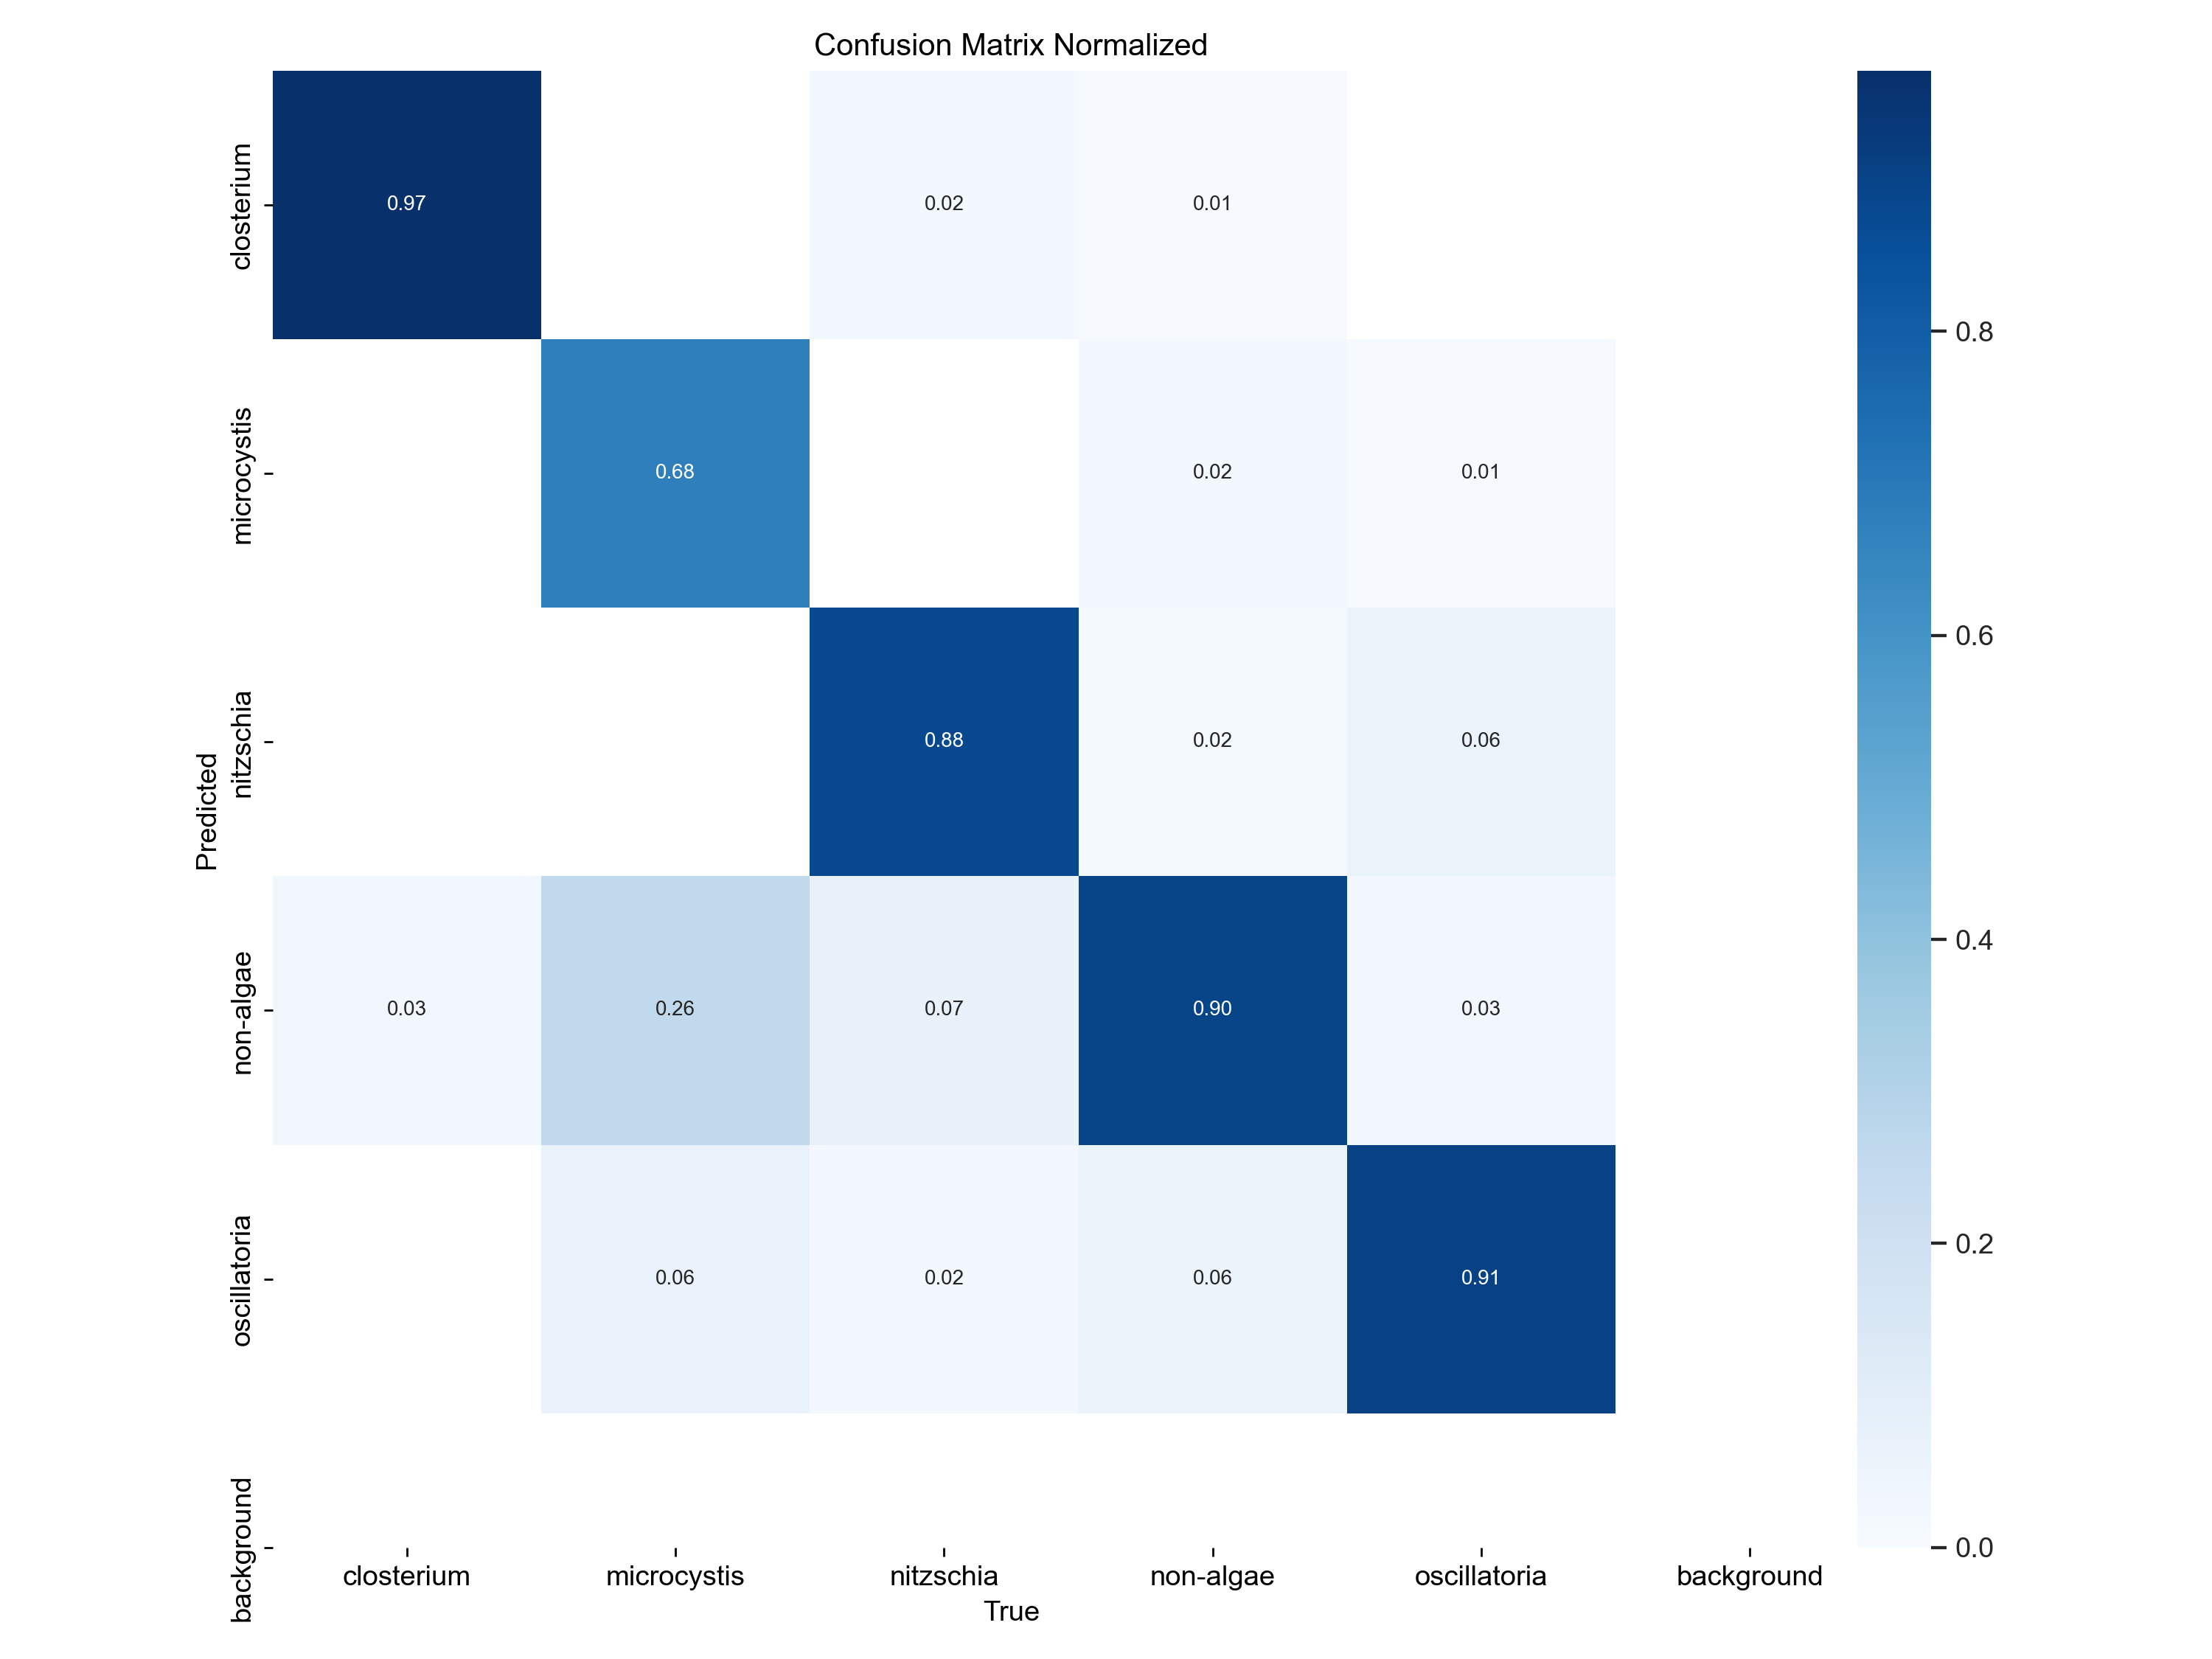 Confusion Matrix Normalized
Predicted
closterium
0.97
0.02
0.01
microcystis
0.68
0.02
0.01
nitzschia
0.88
0.02
0.06
non-algae
0.03
0.26
0.07
0.90
0.03
oscillatoria
0.06
0.02
0.06
0.91
background
closterium
microcystis
nitzschia
non-algae
oscillatoria
background
True
0.8
0.6
0.4
0.2
0.0